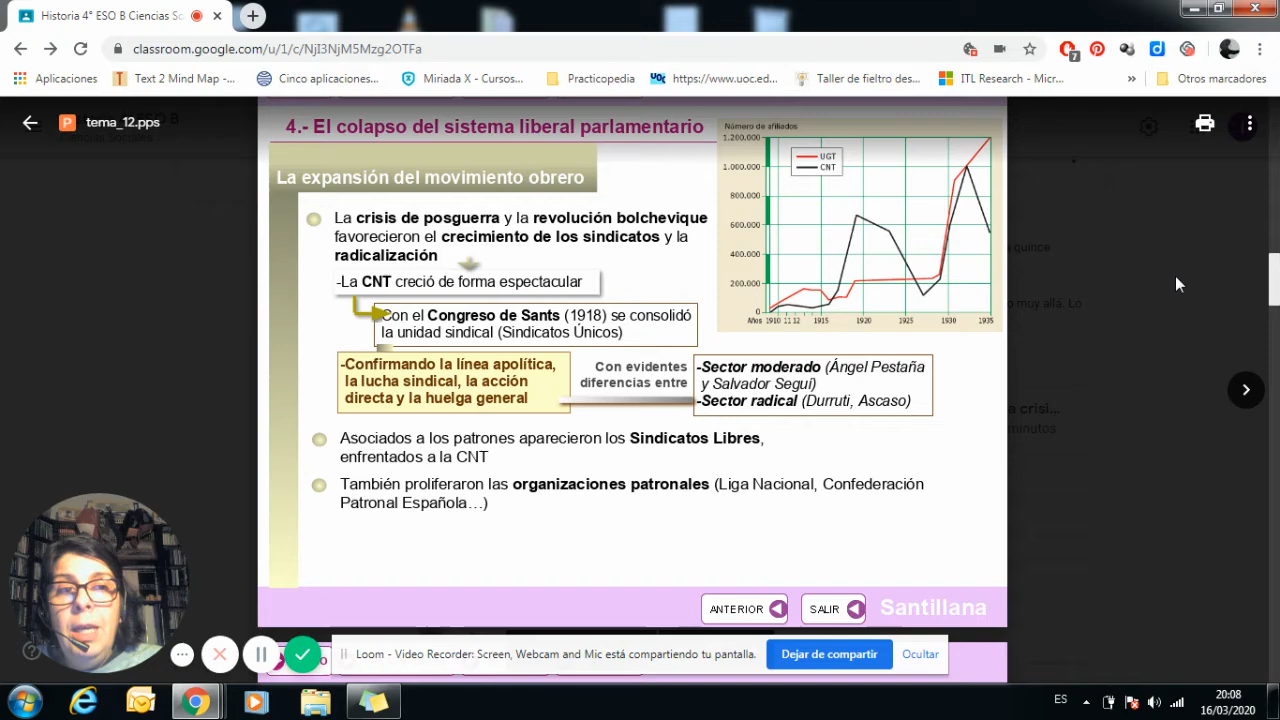 Historia 4° ESO B Ciencias So
classroom.google.com/u/1/c/NjI3NjM5Mzg2OTFa
7
Aplicaciones
Text 2 Mind Map -...
Cinco aplicaciones...
Miriada X - Cursos...
Practicopedia
https://www.uoc.ed...
Taller de fieltro des...
ITL Research - Micr...
»
Otros marcadores
tema_12.pps
4.- El colapso del sistema liberal parlamentario
La expansión del movimiento obrero
La crisis de posguerra y la revolución bolchevique
favorecieron el crecimiento de los sindicatos y la
radicalización
-La CNT creció de forma espectacular
Con el Congreso de Sants (1918) se consolidó
la unidad sindical (Sindicatos Únicos)
-Confirmando la línea apolítica,
la lucha sindical, la acción
directa y la huelga general
Con evidentes
diferencias entre
-Sector moderado (Ángel Pestaña
y Salvador Seguí)
-Sector radical (Durruti, Ascaso)
Asociados a los patrones aparecieron los Sindicatos Libres,
enfrentados a la CNT
También proliferaron las organizaciones patronales (Liga Nacional, Confederación
Patronal Española…)
Número de afiliados
1.200.000
1.000.000
800.000
600.000
400.000
200.000
0
UGT
CNT
Años 1910 11 12 1915 1920 1925 1930 1935
a quince
o muy allá. Lo
a crisi...
minutos
ANTERIOR
SALIR
Santillana
Loom - Video Recorder: Screen, Webcam and Mic está compartiendo tu pantalla.
Dejar de compartir
Ocultar
ES
20:08
16/03/2020